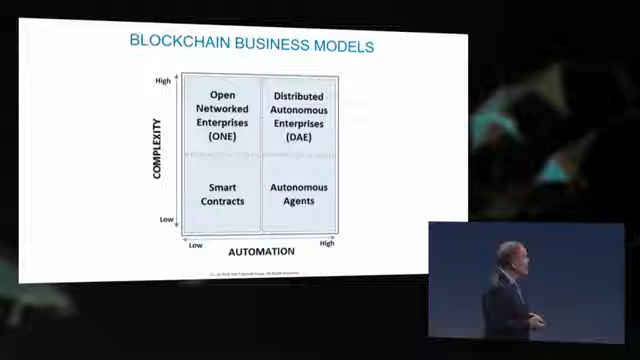 BLOCKCHAIN BUSINESS MODELS
High
Open
Networked
Enterprises
(ONE)
Distributed
Autonomous
Enterprises
(DAE)
COMPLEXITY
Smart
Contracts
Autonomous
Agents
Low
Low
High
AUTOMATION